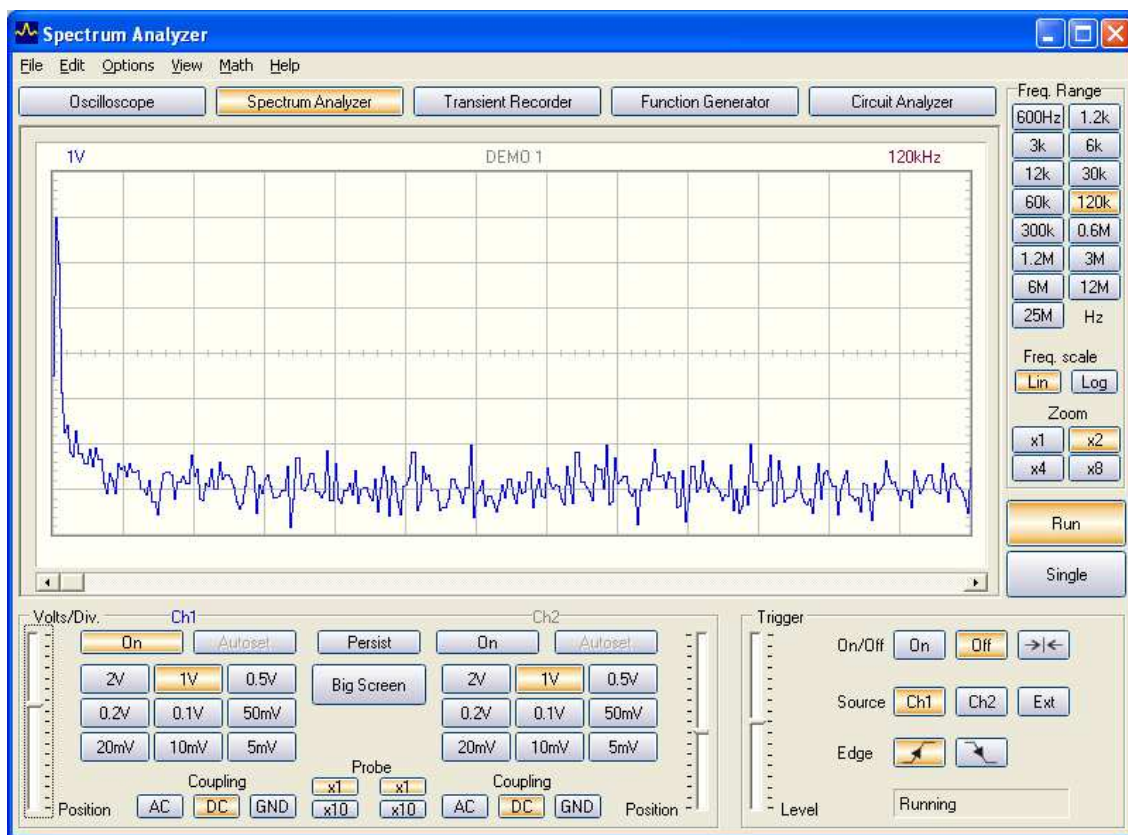 Spectrum Analyzer
File Edit Options View Math Help
Oscilloscope Spectrum Analyzer Transient Recorder Function Generator Circuit Analyzer
1V DEMO 1 120kHz
Freq. Range
600Hz 1.2k
3k 6k
12k 30k
60k 120k
300k 0.6M
1.2M 3M
6M 12M
25M Hz
Freq. scale
Lin Log
Zoom
x1 x2
x4 x8
Run
Single
Volts/Div. Ch1 Ch2
On Autoset Persist On Autoset
2V 1V 0.5V Big Screen 2V 1V 0.5V
0.2V 0.1V 50mV 0.2V 0.1V 50mV
20mV 10mV 5mV 20mV 10mV 5mV
Coupling Probe Coupling
x1 x1
Position AC DC GND x10 x10 AC DC GND Position
Trigger
On/Off On Off
Source Ch1 Ch2 Ext
Edge
Level Running